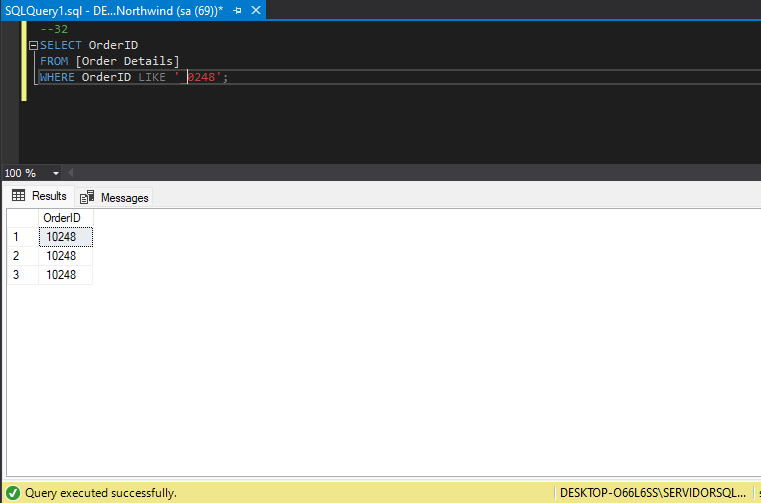 SQLQuery1.sql - DE...Northwind (sa (69))*
--32
SELECT OrderID
FROM [Order Details]
WHERE OrderID LIKE '_0248';
100 %
Results Messages
OrderID
1 10248
2 10248
3 10248
Query executed successfully. DESKTOP-O66L6SS\SERVIDORSQL...